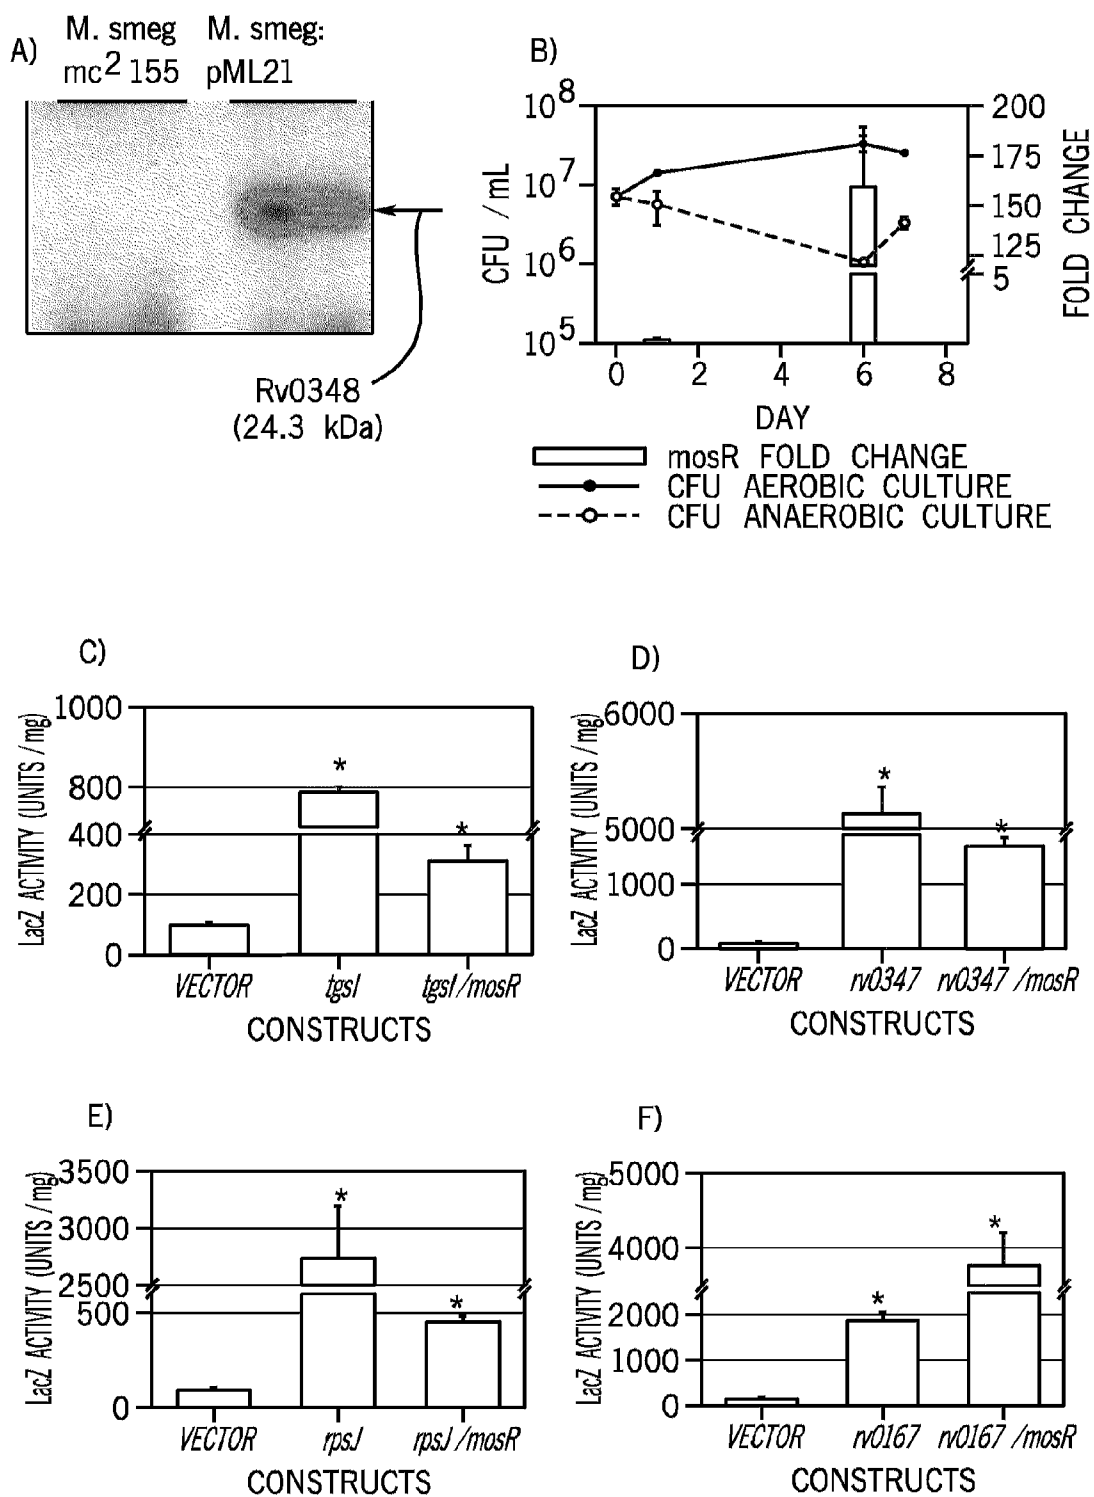 A)
M. smeg M. smeg:
mc2 155 pML21
Rv0348
(24.3 kDa)
B)
CFU / mL
10^8
10^7
10^6
10^5
200
175
150
125
5
FOLD CHANGE
0 2 4 6 8
DAY
mosR FOLD CHANGE
CFU AEROBIC CULTURE
CFU ANAEROBIC CULTURE
C)
LacZ ACTIVITY (UNITS/mg)
1000
800
400
200
0
*
*
VECTOR tgsI tgsI/mosR
CONSTRUCTS
D)
LacZ ACTIVITY (UNITS/mg)
6000
5000
1000
0
*
*
VECTOR rv0347 rv0347/mosR
CONSTRUCTS
E)
LacZ ACTIVITY (UNITS/mg)
3500
3000
2500
500
0
*
*
VECTOR rpsJ rpsJ/mosR
CONSTRUCTS
F)
LacZ ACTIVITY (UNITS/mg)
5000
4000
2000
1000
0
*
*
VECTOR rv0167 rv0167/mosR
CONSTRUCTS